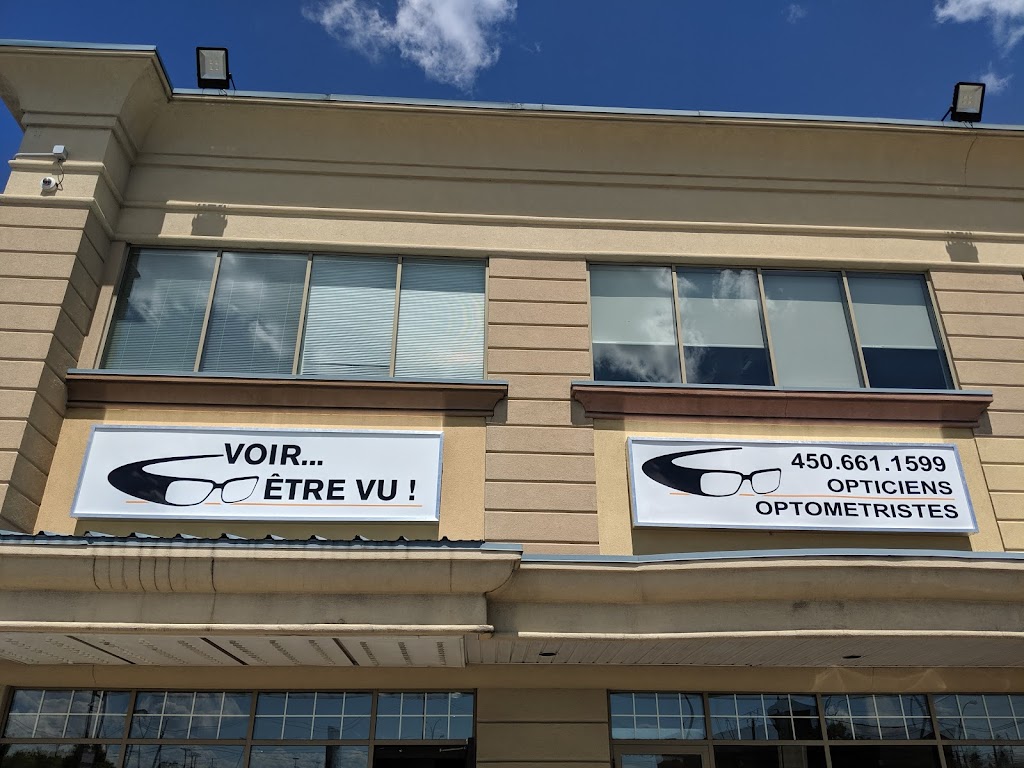 VOIR...
ÊTRE VU !
450.661.1599
OPTICIENS
OPTOMETRISTES